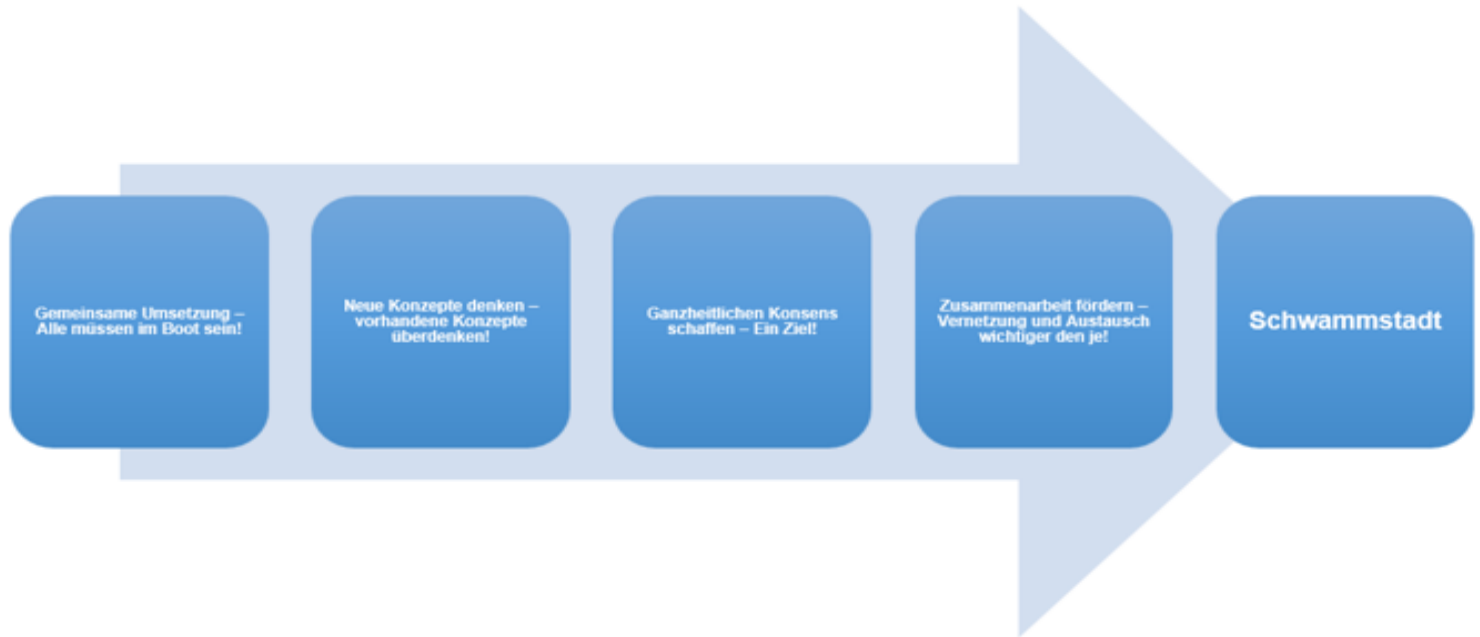 Gemeinsame Umsetzung –
Alle müssen im Boot sein!
Neue Konzepte denken –
vorhandene Konzepte
überdenken!
Ganzheitlichen Konsens
schaffen – Ein Ziel!
Zusammenarbeit fördern –
Vernetzung und Austausch
wichtiger den je!
Schwammstadt